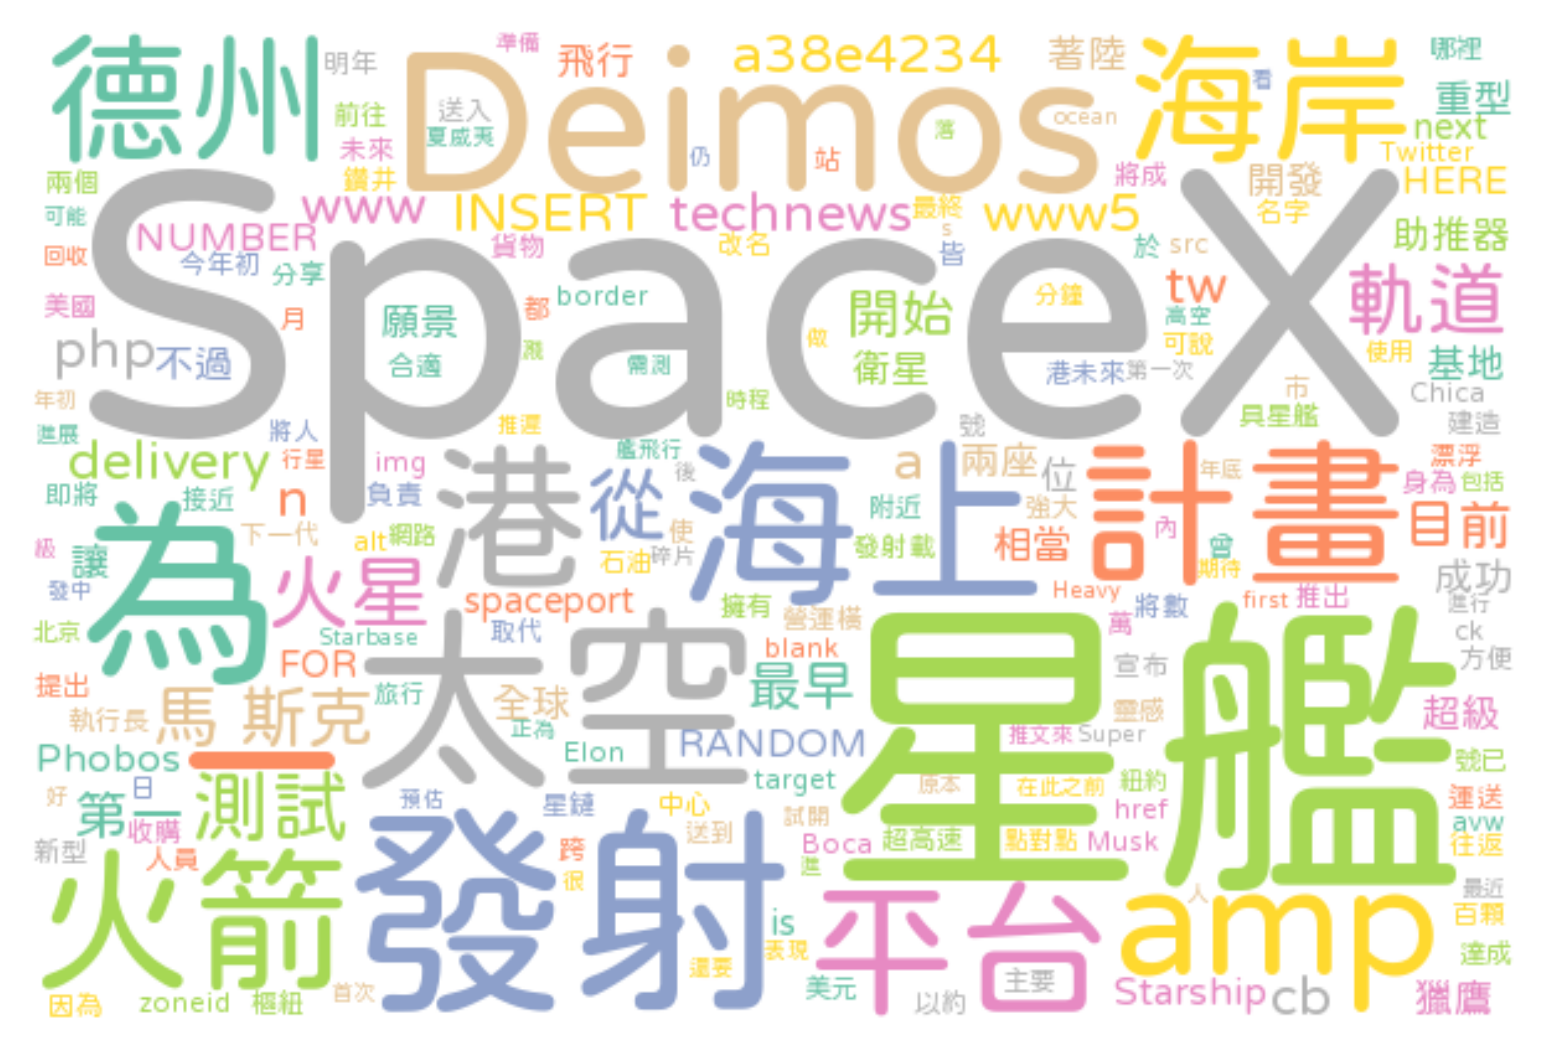 德州 明年 Deimos 準備 飛行 a38e4234 著陸 海岸 看 哪裡
前往 送入 夏威夷 落 ocean 重型
未來 仍 站 next
兩個 鑽井 將成 開發 Twitter HERE
可能 www INSERT technews 最終 www5 名字
NUMBER s 助推器
回收 今年初 分享 貨物 改名 皆 於 src
SpaceX
美國 月 願景 都 border 開始 分鐘 tw 高空 軌道
php 不過 合適 濺 需測 做 衛星 港未來 第一次 可說 使用 基地
年初 時程 市 Chica
進展 將人 推遲 號 具星艦 建造
delivery 行星 img 港 艦飛行 後 海上 a 兩座 位 計畫 年底 漂浮
即將 接近 n 負責 從 附近 強大 身為 包括
為 下一代 alt 網路 使 發射載 相當 內 曾 目前
級 讓 石油 碎片 期待
發中 火星 spaceport 擁有 Heavy 將數 first 推出 成功 進行
北京 Starbase 取代 太空 營運橫 萬 ck
FOR blank 星艦 宣布 方便
提出 旅行 全球 最早 靈感 超級
執行長 馬 斯克 正為 推文來 Super
Phobos 一 Elon RANDOM 號已
好 日 測試 target 原本 在此之前 紐約 運送
第一 預估 星鏈 中心 試開 href
收購 發射 送到 Boca 超高速 點對點 Musk avw
新型 人員 跨 往返
火箭 很 進 平台 人 amp 最近
is 百顆
還要 表現 達成
因為 zoneid 樞紐 首次 美元 主要 以約 Starship cb 獵鷹